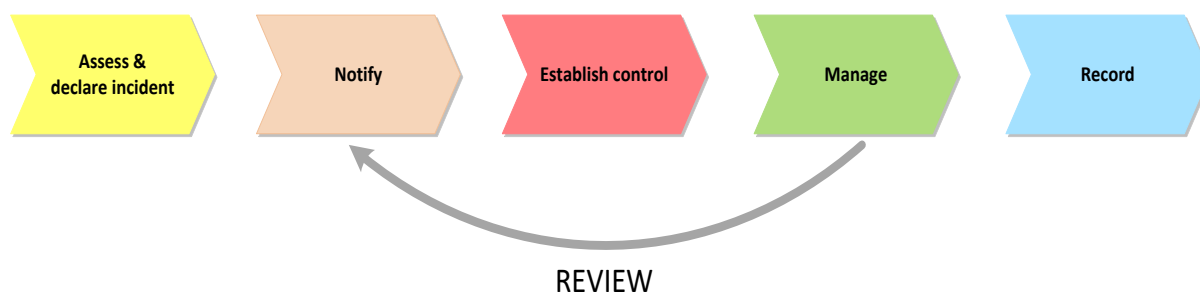 Assess &
declare incident
Notify
Establish control
Manage
Record
REVIEW